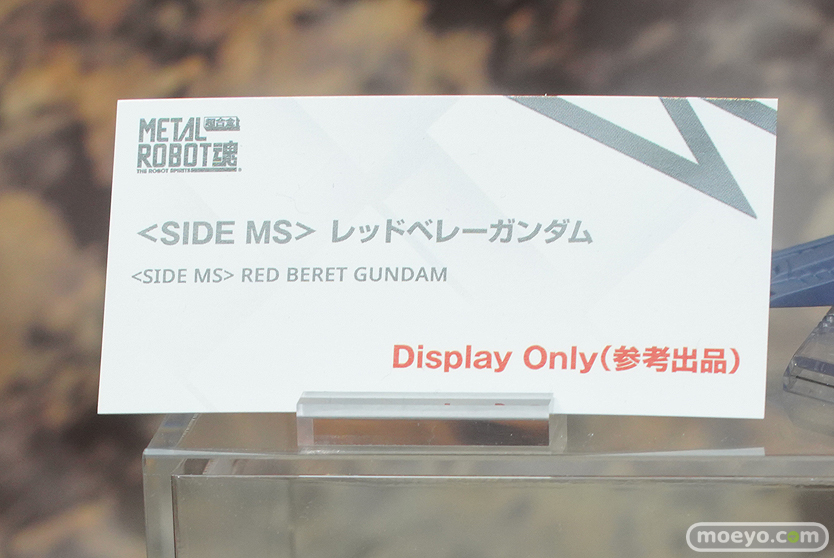 METAL 超合金
ROBOT魂
THE ROBOT SPIRITS
<SIDE MS> レッドベレーガンダム
<SIDE MS> RED BERET GUNDAM
Display Only(参考出品)
moeyo.com